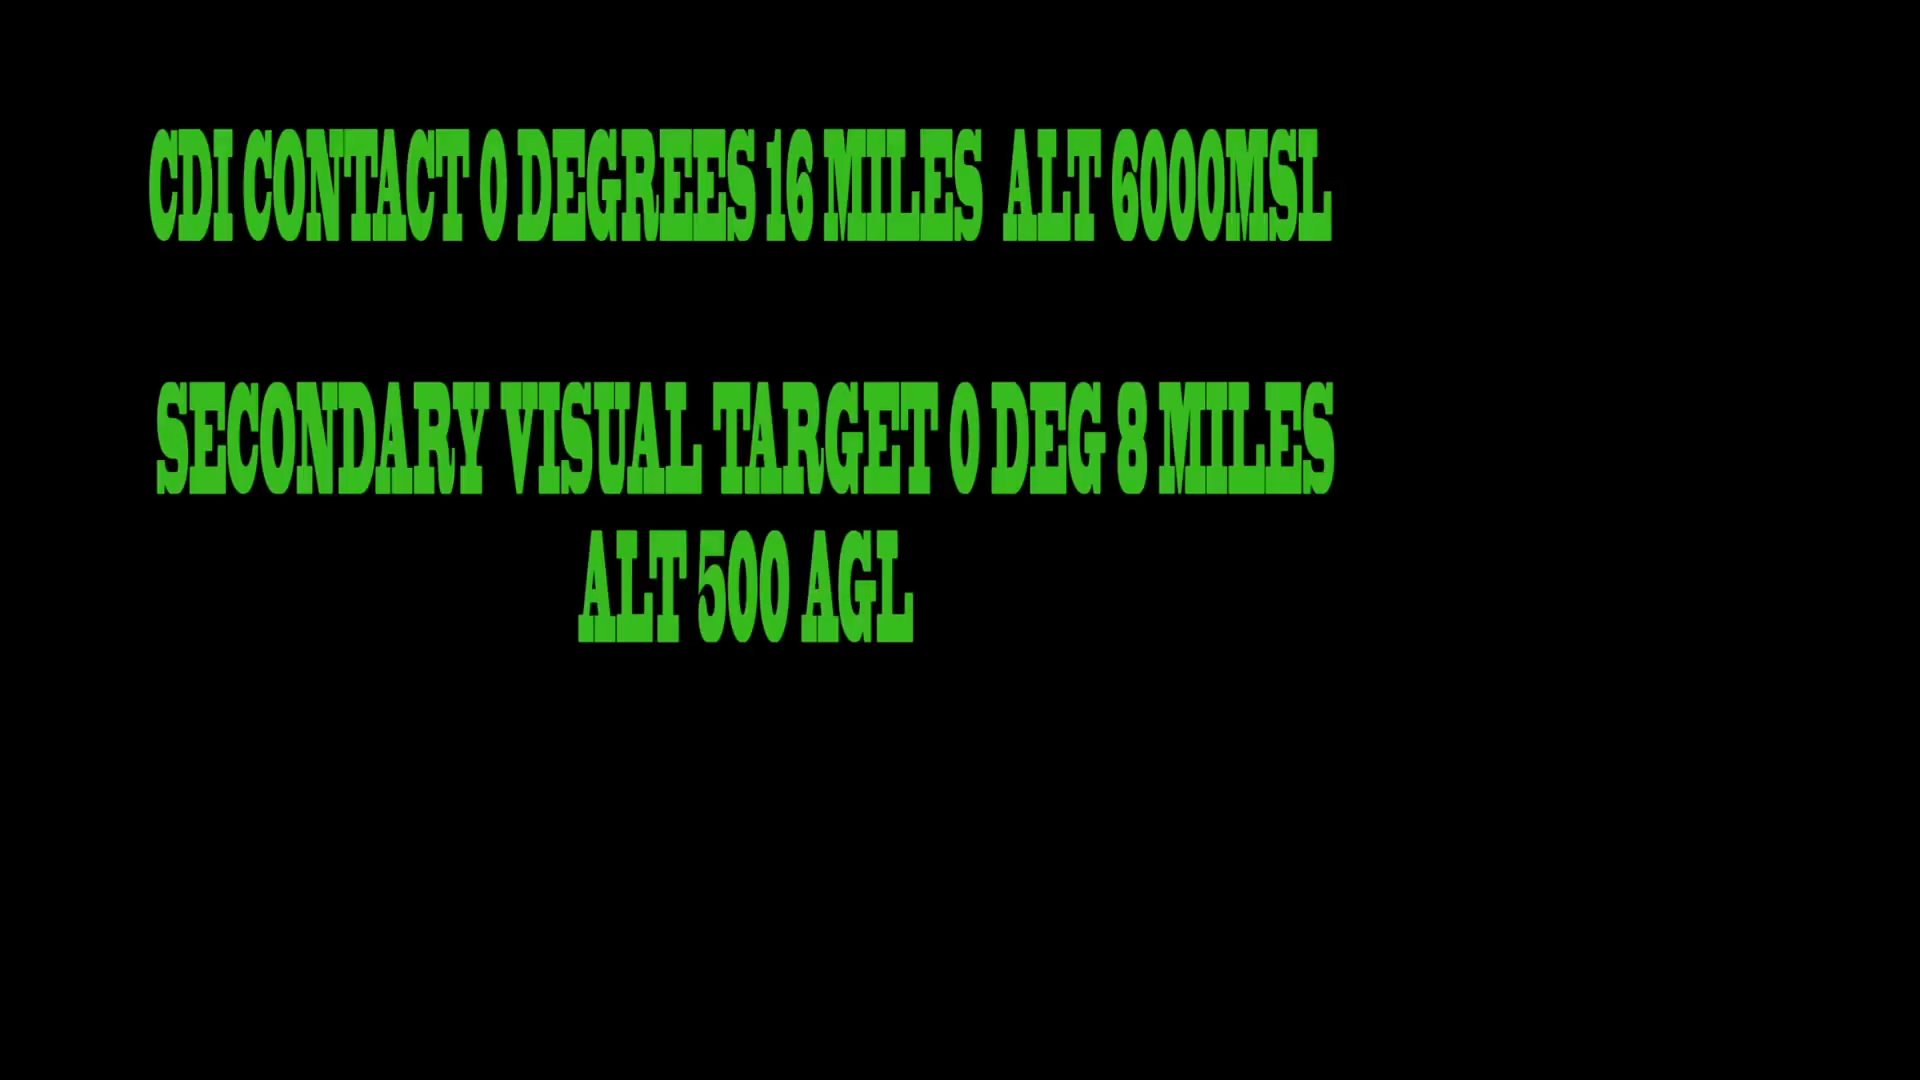 CDI CONTACT 0 DEGREES 16 MILES  ALT 6000MSL
SECONDARY VISUAL TARGET 0 DEG 8 MILES
ALT 500 AGL